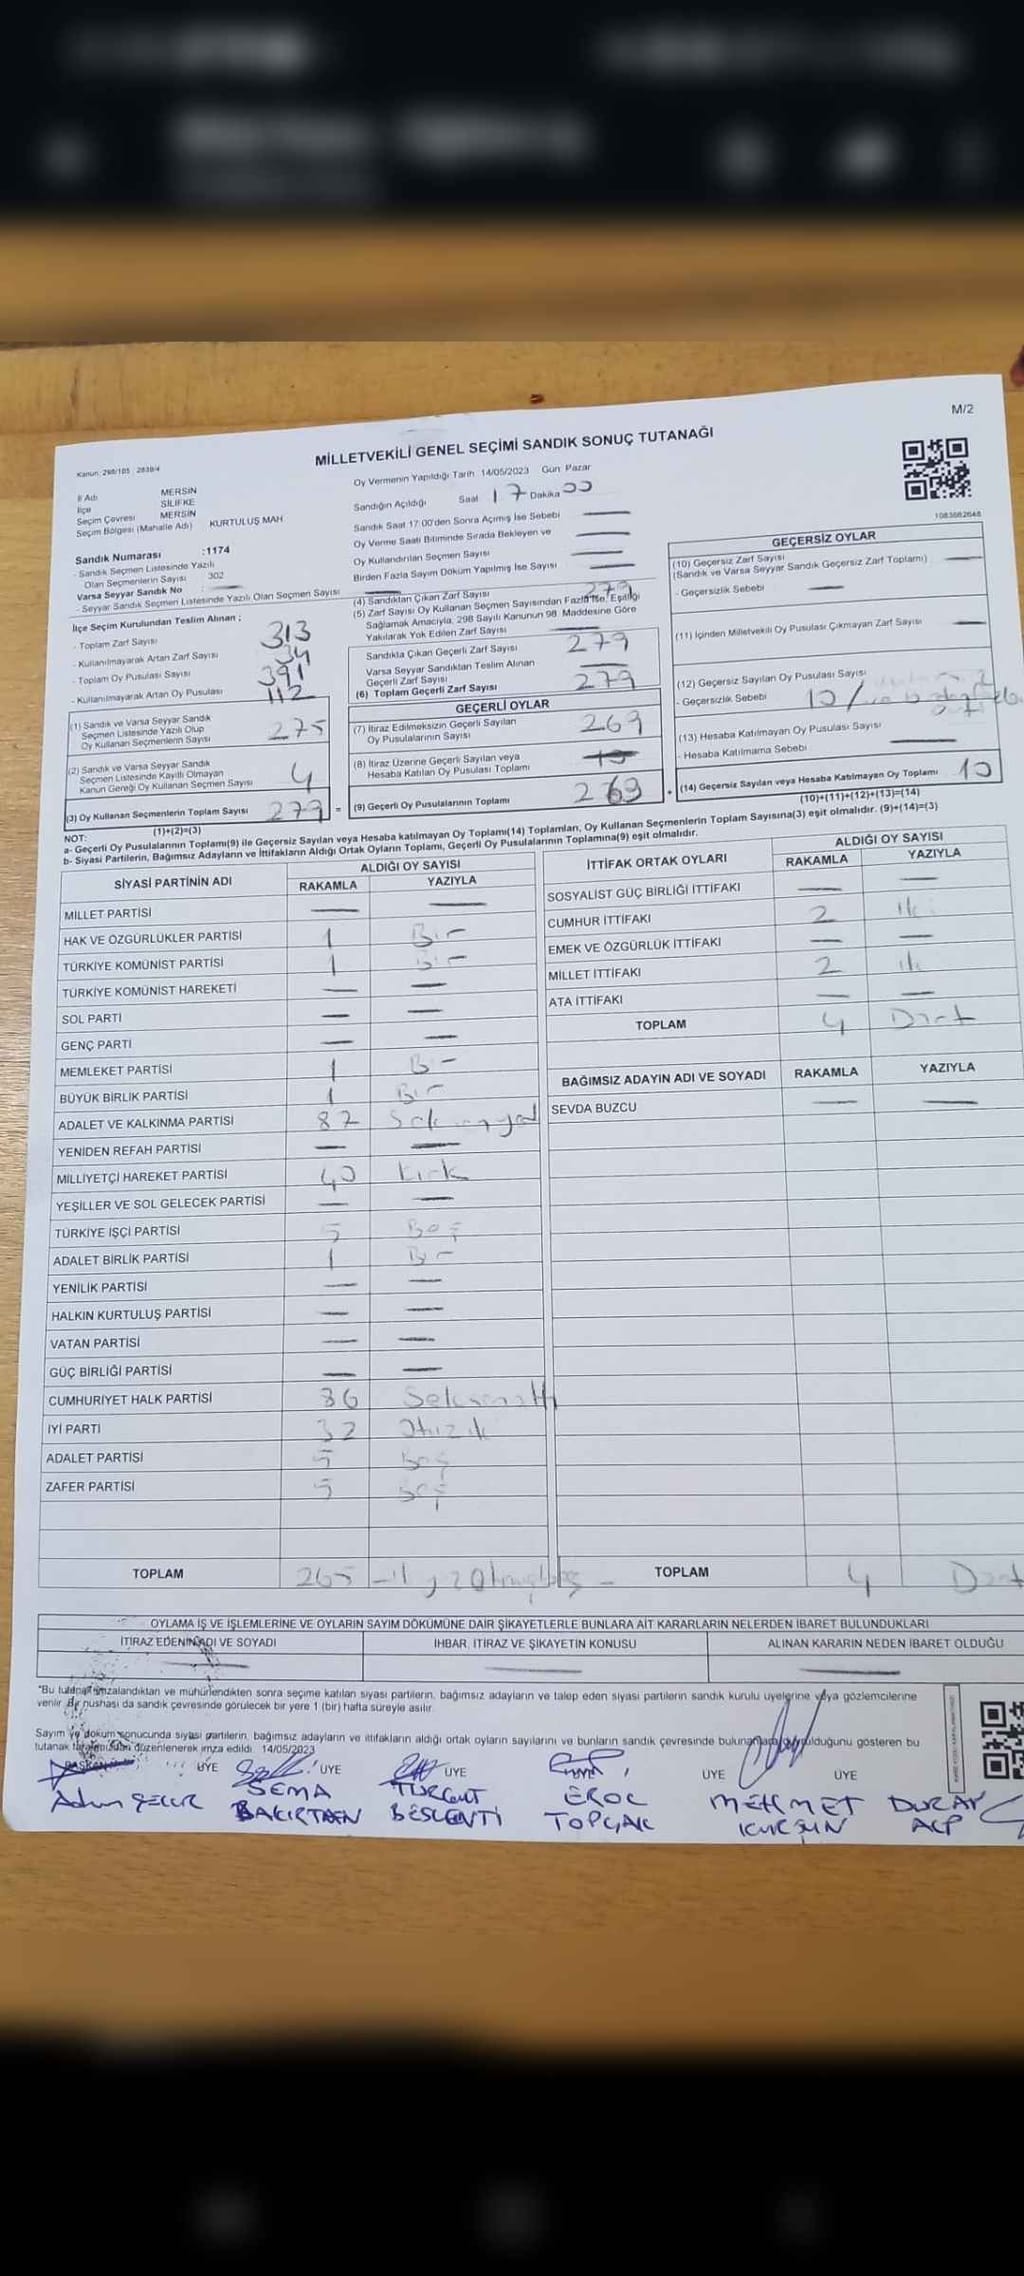 M/2
Kanun: 298/105 2839/4
MİLLETVEKİLİ GENEL SEÇİMİ SANDIK SONUÇ TUTANAĞI
İl Adı MERSİN
İlçe SİLİFKE
Seçim Çevresi MERSİN
Seçim Bölgesi (Mahalle Adı) KURTULUŞ MAH
Sandık Numarası :1174
- Sandık Seçmen Listesinde Yazılı
Olan Seçmenlerin Sayısı 302
Varsa Seyyar Sandık No :
- Seyyar Sandık Seçmen Listesinde Yazılı Olan Seçmen Sayısı
İlçe Seçim Kurulundan Teslim Alınan ;
- Toplam Zarf Sayısı 313
- Kullanılmayarak Artan Zarf Sayısı 34
- Toplam Oy Pusulası Sayısı 391
- Kullanılmayarak Artan Oy Pusulası 112
(1) Sandık ve Varsa Seyyar Sandık
Seçmen Listesinde Yazılı Olup
Oy Kullanan Seçmenlerin Sayısı 275
(2) Sandık ve Varsa Seyyar Sandık
Seçmen Listesinde Kayıtlı Olmayan
Kanun Gereği Oy Kullanan Seçmen Sayısı 4
(3) Oy Kullanan Seçmenlerin Toplam Sayısı 279 =
(1)+(2)=(3)
Oy Vermenin Yapıldığı Tarih 14/05/2023 Gün Pazar
Sandığın Açıldığı Saat 17 Dakika 00
Sandık Saat 17:00'den Sonra Açımış İse Sebebi
Oy Verme Saati Bitiminde Sırada Bekleyen ve
Oy Kullandırılan Seçmen Sayısı
Birden Fazla Sayım Döküm Yapılmış İse Sayısı
(4) Sandıktan Çıkan Zarf Sayısı 279
(5) Zarf Sayısı Oy Kullanan Seçmen Sayısından Fazla İse, Eşitliği
Sağlamak Amacıyla, 298 Sayılı Kanunun 98. Maddesine Göre
Yakılarak Yok Edilen Zarf Sayısı
Sandıkla Çıkan Geçerli Zarf Sayısı 279
Varsa Seyyar Sandıktan Teslim Alınan
Geçerli Zarf Sayısı
(6) Toplam Geçerli Zarf Sayısı 279
GEÇERLİ OYLAR
(7) İtiraz Edilmeksizin Geçerli Sayılan
Oy Pusulalarının Sayısı 269
(8) İtiraz Üzerine Geçerli Sayılan veya
Hesaba Katılan Oy Pusulası Toplamı
(9) Geçerli Oy Pusulalarının Toplamı 269 +
1083682648
GEÇERSİZ OYLAR
(10) Geçersiz Zarf Sayısı
(Sandık ve Varsa Seyyar Sandık Geçersiz Zarf Toplamı)
- Geçersizlik Sebebi
(11) İçinden Milletvekili Oy Pusulası Çıkmayan Zarf Sayısı
(12) Geçersiz Sayılan Oy Pusulası Sayısı
- Geçersizlik Sebebi 10 /
(13) Hesaba Katılmayan Oy Pusulası Sayısı
- Hesaba Katılmama Sebebi
(14) Geçersiz Sayılan veya Hesaba Katılmayan Oy Toplamı 10
(10)+(11)+(12)+(13)=(14)
NOT:
a- Geçerli Oy Pusulalarının Toplamı(9) ile Geçersiz Sayılan veya Hesaba katılmayan Oy Toplamı(14) Toplamları, Oy Kullanan Seçmenlerin Toplam Sayısına(3) eşit olmalıdır. (9)+(14)=(3)
b- Siyasi Partilerin, Bağımsız Adayların ve İttifakların Aldığı Ortak Oyların Toplamı, Geçerli Oy Pusulalarının Toplamına(9) eşit olmalıdır.
SİYASİ PARTİNİN ADI ALDIĞI OY SAYISI
RAKAMLA YAZIYLA
MİLLET PARTİSİ
HAK VE ÖZGÜRLÜKLER PARTİSİ 1 Bir
TÜRKİYE KOMÜNİST PARTİSİ 1 Bir
TÜRKİYE KOMÜNİST HAREKETİ
SOL PARTİ
GENÇ PARTİ
MEMLEKET PARTİSİ 1 Bir
BÜYÜK BİRLİK PARTİSİ 1 Bir
ADALET VE KALKINMA PARTİSİ 87
YENİDEN REFAH PARTİSİ
MİLLİYETÇİ HAREKET PARTİSİ 40 Kırk
YEŞİLLER VE SOL GELECEK PARTİSİ
TÜRKİYE İŞÇİ PARTİSİ 5 Beş
ADALET BİRLİK PARTİSİ 1 Bir
YENİLİK PARTİSİ
HALKIN KURTULUŞ PARTİSİ
VATAN PARTİSİ
GÜÇ BİRLİĞİ PARTİSİ
CUMHURİYET HALK PARTİSİ 86 Seksenaltı
İYİ PARTİ 32 Otuziki
ADALET PARTİSİ 5 Beş
ZAFER PARTİSİ 5 Beş
TOPLAM 265
İTTİFAK ORTAK OYLARI ALDIĞI OY SAYISI
RAKAMLA YAZIYLA
SOSYALİST GÜÇ BİRLİĞİ İTTİFAKI
CUMHUR İTTİFAKI 2 iki
EMEK VE ÖZGÜRLÜK İTTİFAKI
MİLLET İTTİFAKI 2 iki
ATA İTTİFAKI
TOPLAM 4 Dört
BAĞIMSIZ ADAYIN ADI VE SOYADI RAKAMLA YAZIYLA
SEVDA BUZCU
TOPLAM 4 Dört
OYLAMA İŞ VE İŞLEMLERİNE VE OYLARIN SAYIM DÖKÜMÜNE DAİR ŞİKAYETLERLE BUNLARA AİT KARARLARIN NELERDEN İBARET BULUNDUKLARI
İTİRAZ EDENİN ADI VE SOYADI İHBAR, İTİRAZ VE ŞİKAYETİN KONUSU ALINAN KARARIN NEDEN İBARET OLDUĞU
"Bu tutanak imzalandıktan ve mühürlendikten sonra seçime katılan siyasi partilerin, bağımsız adayların ve talep eden siyasi partilerin sandık kurulu üyelerine veya gözlemcilerine
verilir. Bir nushası da sandık çevresinde görülecek bir yere 1 (bir) hafta süreyle asılır.
Sayım ve döküm sonucunda siyasi partilerin, bağımsız adayların ve ittifakların aldığı ortak oyların sayılarını ve bunların sandık çevresinde bulunanlara duyurulduğunu gösteren bu
tutanak tarafımızdan düzenlenerek imza edildi. 14/05/2023
BAŞKAN ÜYE ÜYE ÜYE ÜYE ÜYE
SEMA TURGUT EROL MEHMET DURAY
BAKIRTAN BESLENTİ TOPÇAK KURŞUN ALP